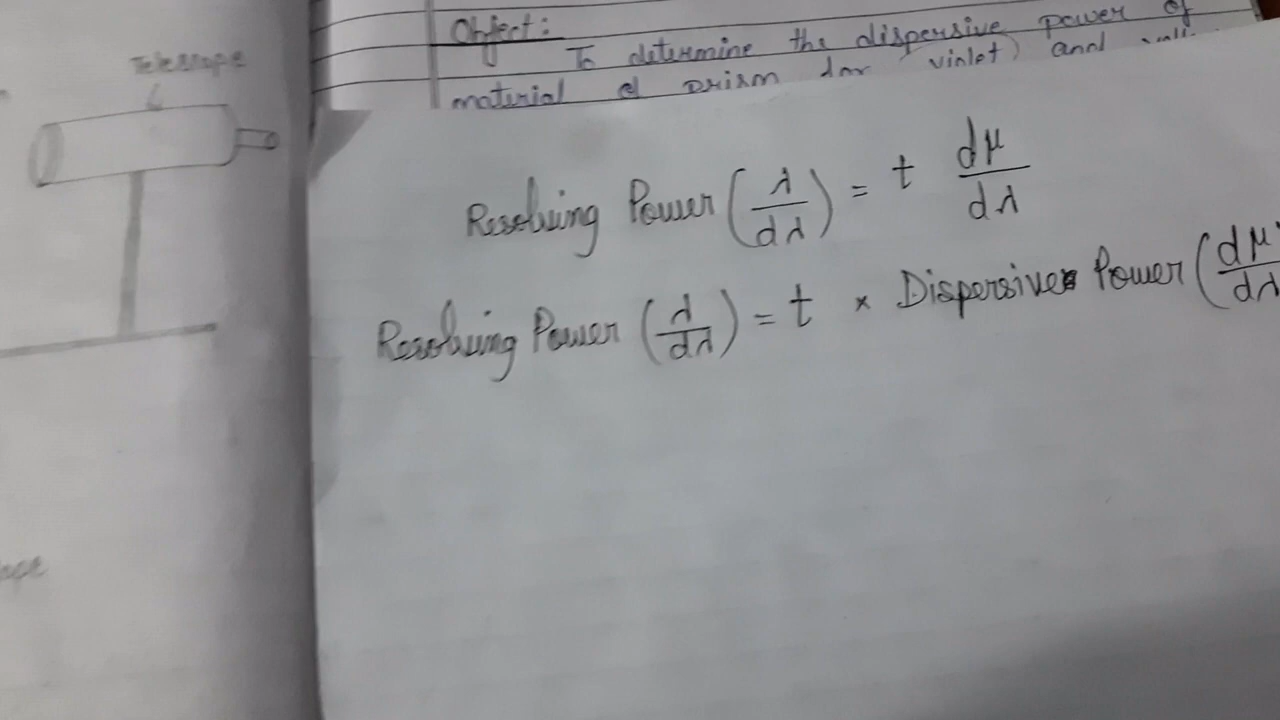 Telescope
Object:
To determine the dispersive power of
material of prism for violet and
Resolving Power (λ/dλ) = t dμ/dλ
Resolving Power (λ/dλ) = t × Dispersive Power (dμ/dλ